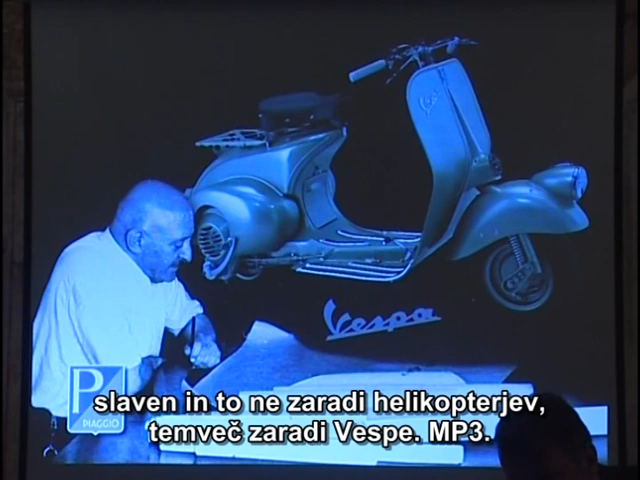 Vespa
P
PIAGGIO
slaven in to ne zaradi helikopterjev,
temveč zaradi Vespe. MP3.